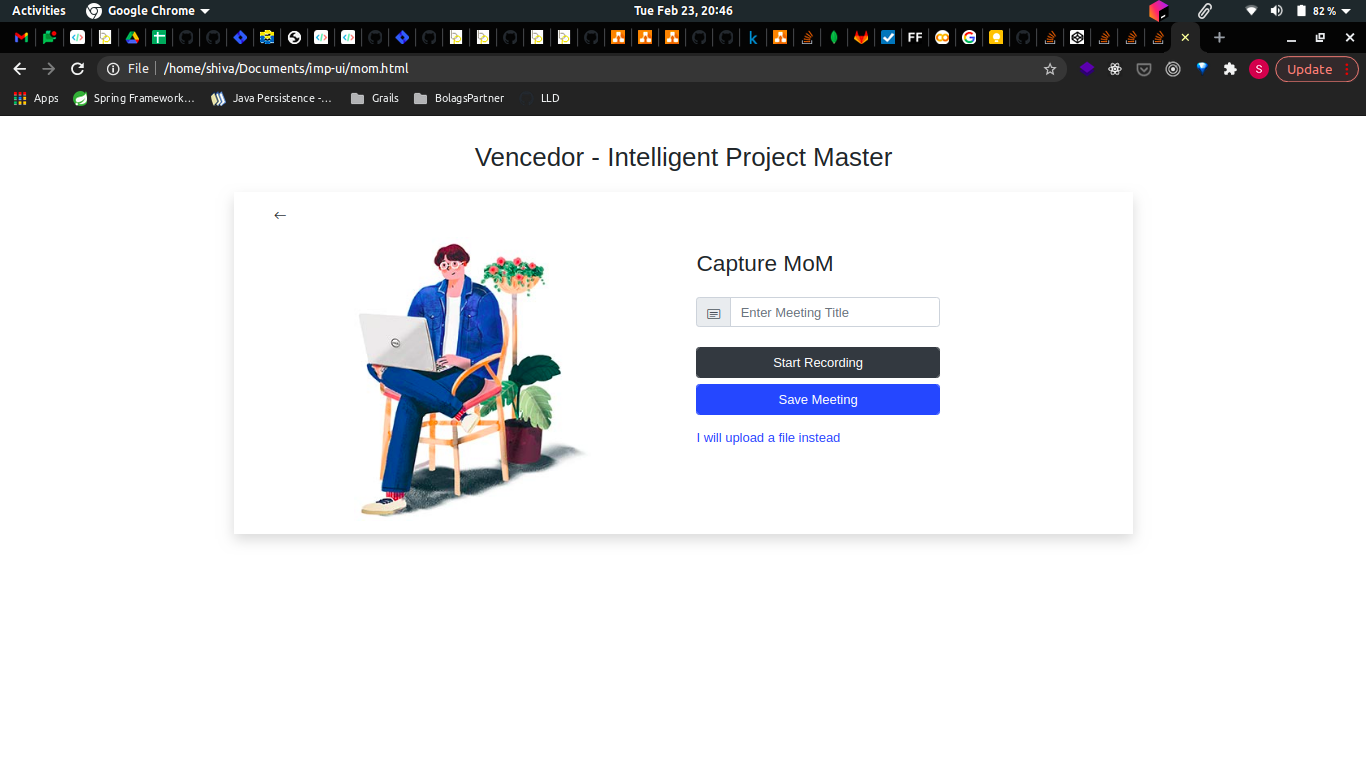 Activities Google Chrome Tue Feb 23, 20:46 82 %
FF S
File /home/shiva/Documents/imp-ui/mom.html S Update
Apps Spring Framework... Java Persistence -... Grails BolagsPartner LLD
Vencedor - Intelligent Project Master
Capture MoM
Enter Meeting Title
Start Recording
Save Meeting
I will upload a file instead